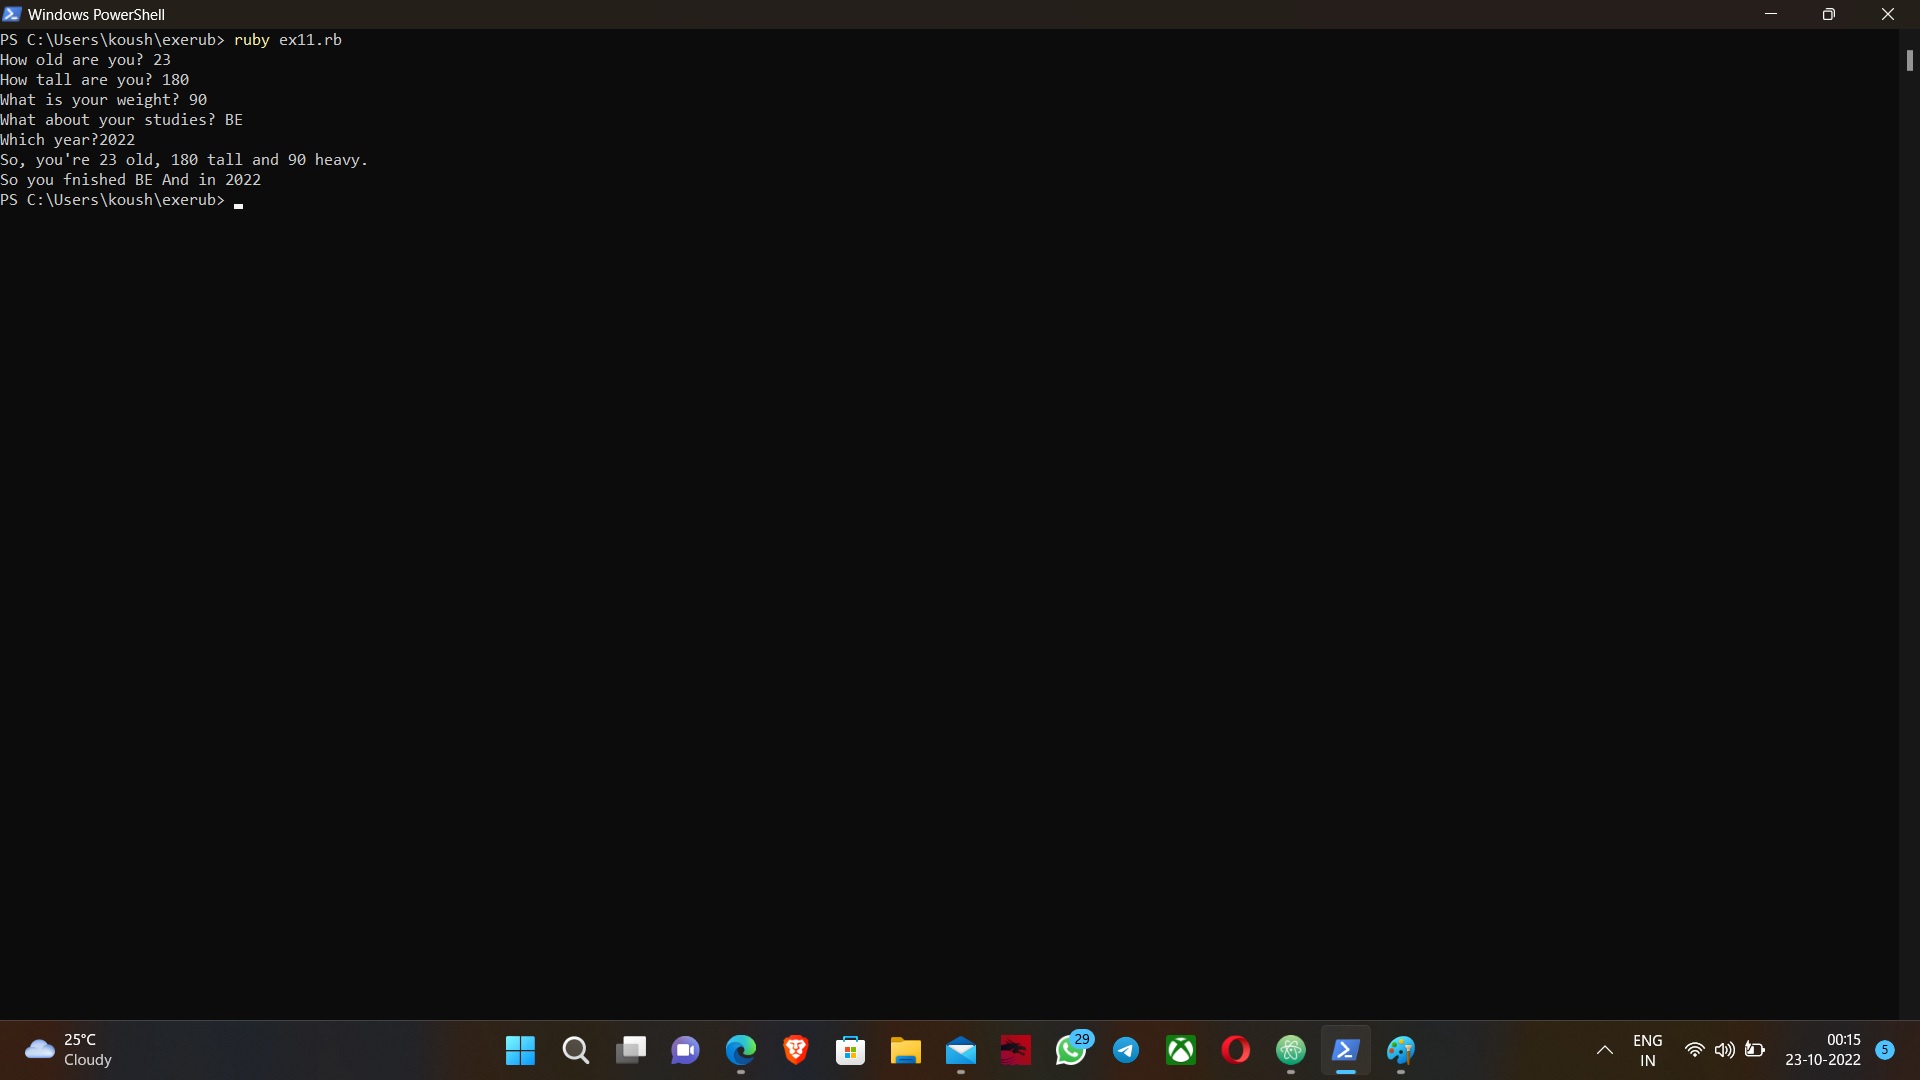 Windows PowerShell
PS C:\Users\koush\exerub> ruby ex11.rb
How old are you? 23
How tall are you? 180
What is your weight? 90
What about your studies? BE
Which year?2022
So, you're 23 old, 180 tall and 90 heavy.
So you fnished BE And in 2022
PS C:\Users\koush\exerub>
25°C
Cloudy
29
ENG
IN
00:15
23-10-2022
5